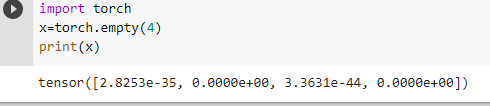 import torch
x=torch.empty(4)
print(x)
tensor([2.8253e-35, 0.0000e+00, 3.3631e-44, 0.0000e+00])